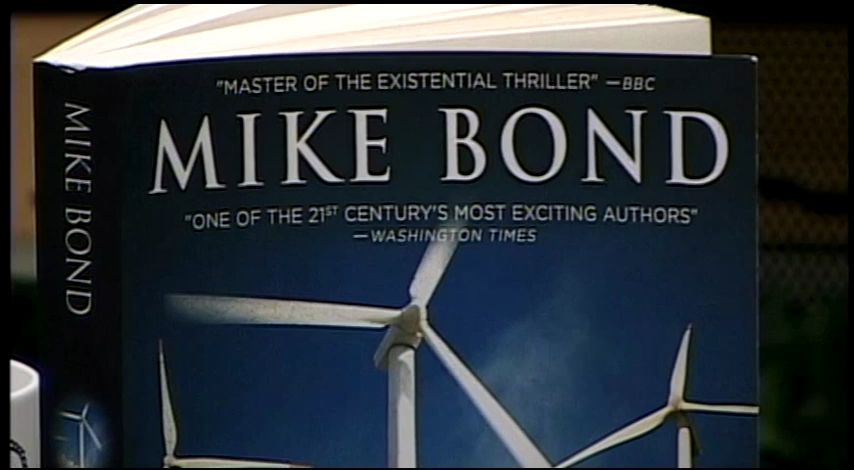 "MASTER OF THE EXISTENTIAL THRILLER" —BBC
MIKE BOND
"ONE OF THE 21ST CENTURY'S MOST EXCITING AUTHORS"
—WASHINGTON TIMES
MIKE BOND